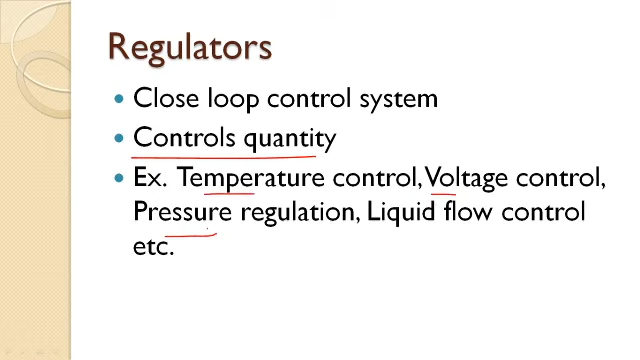 Regulators
Close loop control system
Controls quantity
Ex. Temperature control, Voltage control,
Pressure regulation, Liquid flow control
etc.